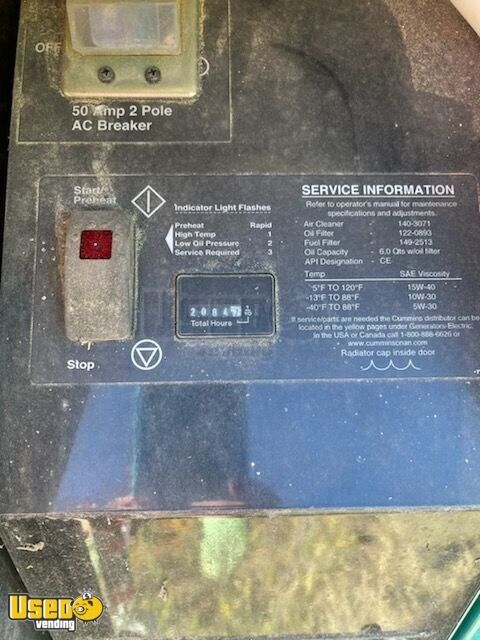 OFF
50 Amp 2 Pole
AC Breaker
Start/
Preheat
Stop
Indicator Light Flashes
Preheat Rapid
High Temp 1
Low Oil Pressure 2
Service Required 3
Total Hours
SERVICE INFORMATION
Refer to operator's manual for maintenance
specifications and adjustments.
Air Cleaner 140-3071
Oil Filter 122-0893
Fuel Filter 149-2513
Oil Capacity 6.0 Qts w/oil filter
API Designation CE
Temp SAE Viscosity
5°F TO 120°F 15W-40
-13°F TO 88°F 10W-30
-40°F TO 88°F 5W-30
If service/parts are needed the Cummins distributor can be
located in the yellow pages under Generators-Electric.
In the USA or Canada call 1-800-888-6626 or
www.cumminsonan.com
Radiator cap inside door
Used
vending